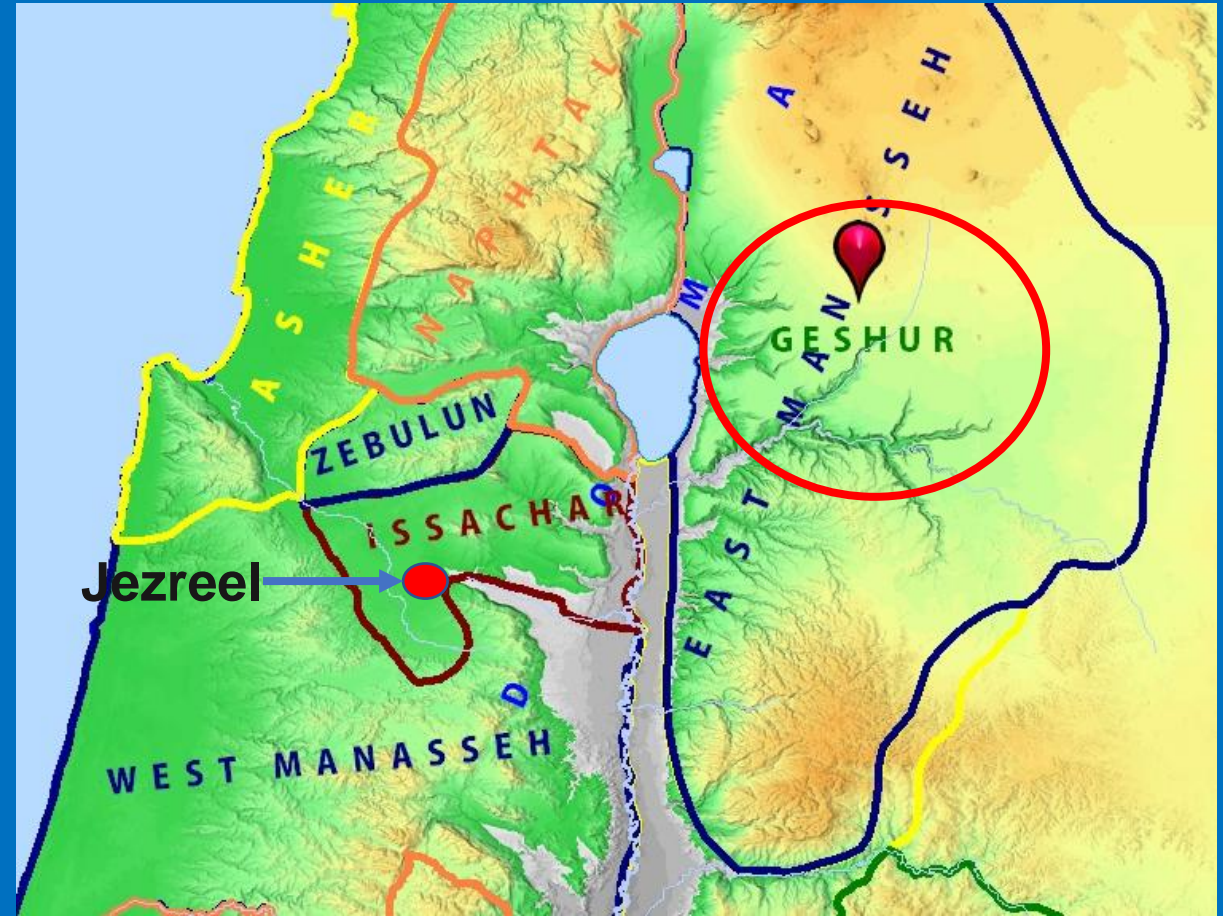 ASHER
NAPHTALI
EAST MANASSEH
GESHUR
ZEBULUN
ISSACHAR
Jezreel
D O M A
WEST MANASSEH